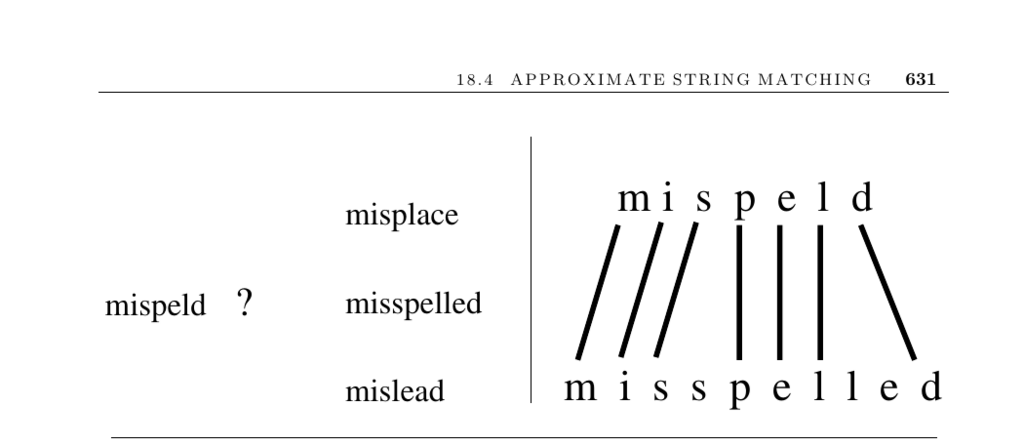 18.4 APPROXIMATE STRING MATCHING 631
misplace
mispeld ? misspelled
mislead
m i s p e l d
m i s s p e l l e d